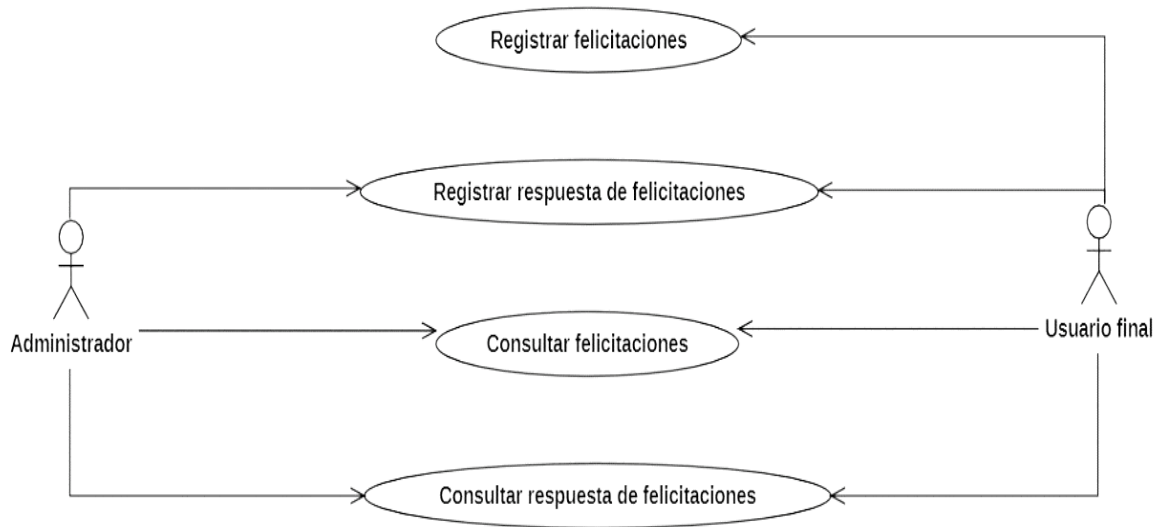 Registrar felicitaciones
Registrar respuesta de felicitaciones
Administrador
Consultar felicitaciones
Usuario final
Consultar respuesta de felicitaciones